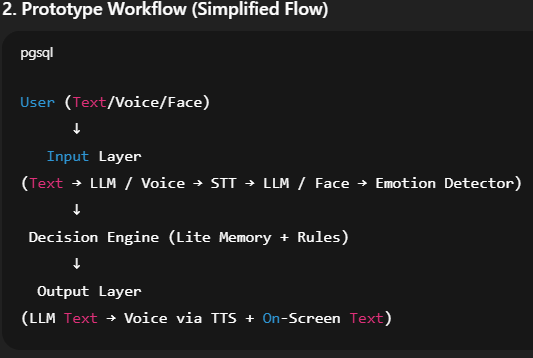 2. Prototype Workflow (Simplified Flow)
pgsql
User (Text/Voice/Face)
↓
Input Layer
(Text → LLM / Voice → STT → LLM / Face → Emotion Detector)
↓
Decision Engine (Lite Memory + Rules)
↓
Output Layer
(LLM Text → Voice via TTS + On-Screen Text)